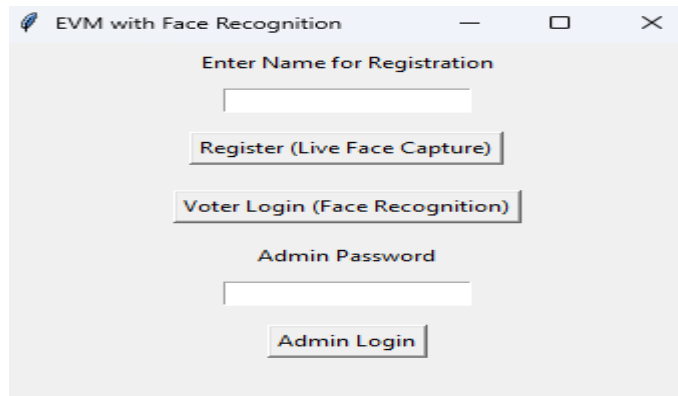 EVM with Face Recognition
Enter Name for Registration
Register (Live Face Capture)
Voter Login (Face Recognition)
Admin Password
Admin Login